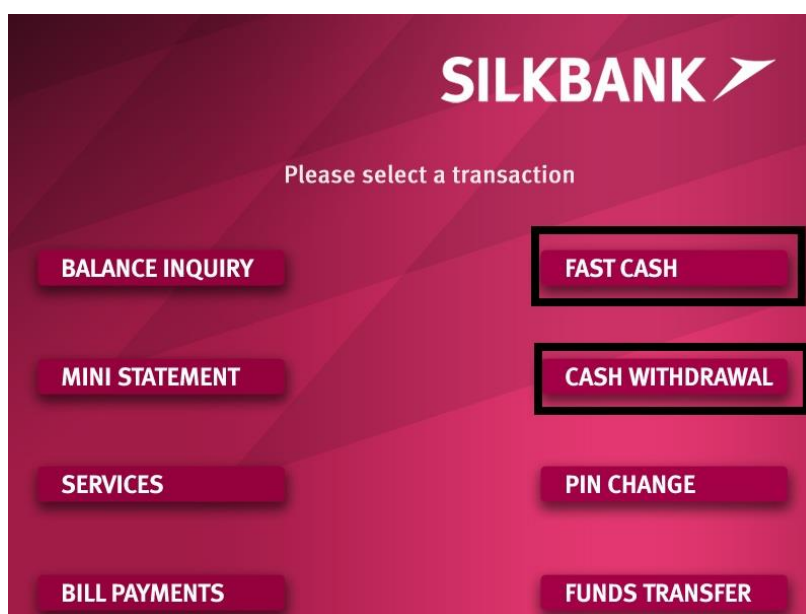 SILKBANK
Please select a transaction
BALANCE INQUIRY
FAST CASH
MINI STATEMENT
CASH WITHDRAWAL
SERVICES
PIN CHANGE
BILL PAYMENTS
FUNDS TRANSFER